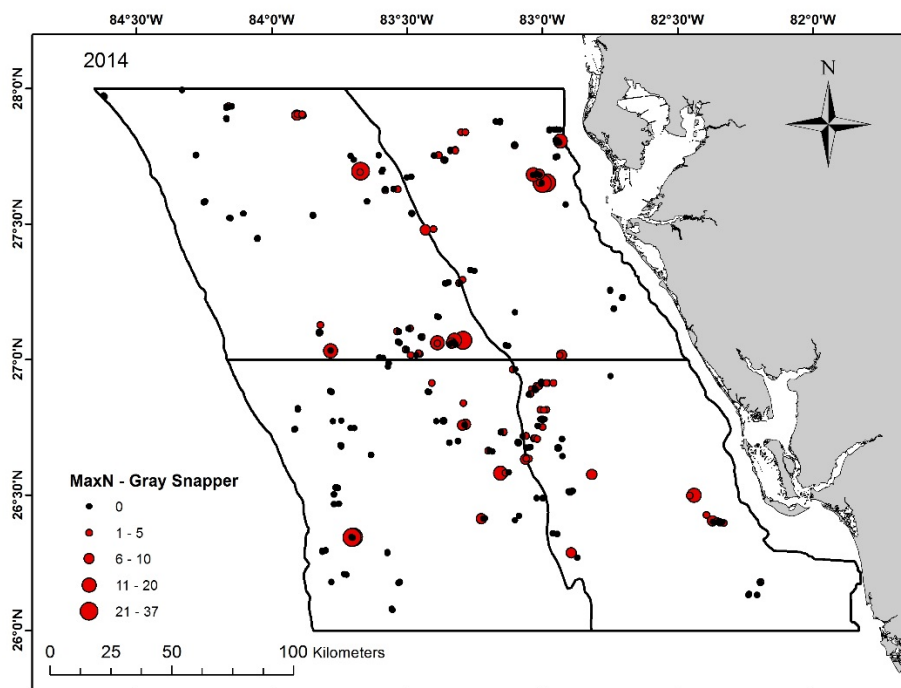 84°30'W 84°0'W 83°30'W 83°0'W 82°30'W 82°0'W
2014
N
28°0'N
27°30'N
27°0'N
26°30'N
26°0'N
MaxN - Gray Snapper
0
1 - 5
6 - 10
11 - 20
21 - 37
0 25 50 100 Kilometers